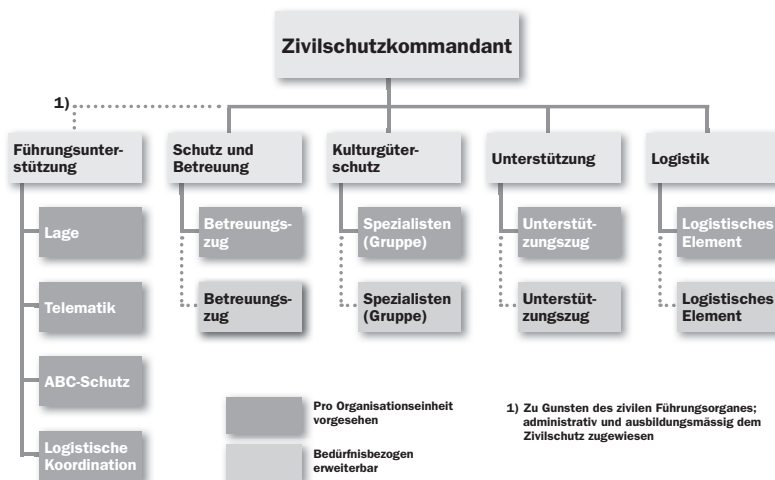 Zivilschutzkommandant
1)
Führungsunter-
stützung
Schutz und
Betreuung
Kulturgüter-
schutz
Unterstützung
Logistik
Lage
Betreuungs-
zug
Spezialisten
(Gruppe)
Unterstüt-
zungszug
Logistisches
Element
Telematik
Betreuungs-
zug
Spezialisten
(Gruppe)
Unterstüt-
zungszug
Logistisches
Element
ABC-Schutz
Logistische
Koordination
Pro Organisationseinheit
vorgesehen
Bedürfnisbezogen
erweiterbar
1) Zu Gunsten des zivilen Führungsorganes;
administrativ und ausbildungsmässig dem
Zivilschutz zugewiesen